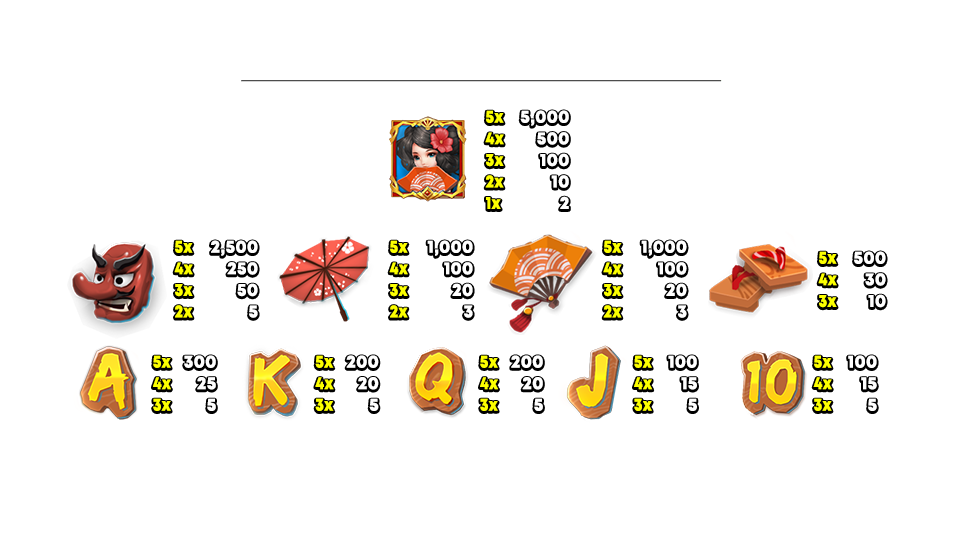 5x 5,000
4x 500
3x 100
2x 10
1x 2
5x 2,500
4x 250
3x 50
2x 5
5x 1,000
4x 100
3x 20
2x 3
5x 1,000
4x 100
3x 20
2x 3
5x 500
4x 30
3x 10
A
5x 300
4x 25
3x 5
K
5x 200
4x 20
3x 5
Q
5x 200
4x 20
3x 5
J
5x 100
4x 15
3x 5
10
5x 100
4x 15
3x 5